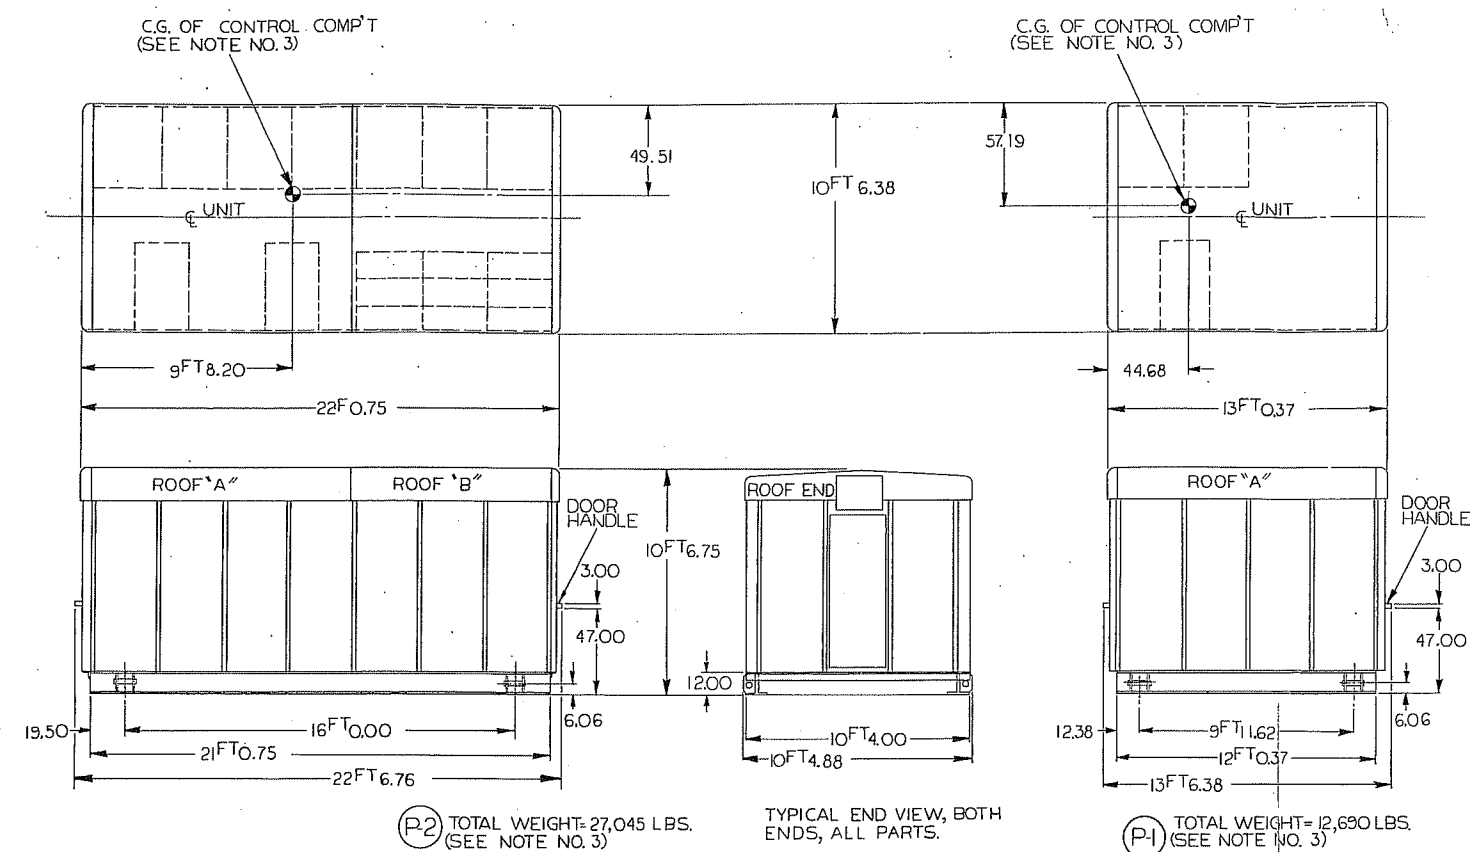 C.G. OF CONTROL COMP'T
(SEE NOTE NO. 3)
C.G. OF CONTROL COMP'T
(SEE NOTE NO. 3)
49.51
10FT 6.38
57.19
℄ UNIT
℄ UNIT
9FT 8.20
44.68
22F 0.75
13FT 0.37
ROOF "A"
ROOF "B"
DOOR
HANDLE
ROOF END
ROOF "A"
DOOR
HANDLE
10FT 6.75
3.00
3.00
47.00
47.00
12.00
6.06
6.06
19.50
16FT 0.00
12.38
9FT 11.62
21FT 0.75
10FT 4.00
12FT 0.37
22FT 6.76
10FT 4.88
13FT 6.38
P-2 TOTAL WEIGHT= 27,045 LBS.
(SEE NOTE NO. 3)
TYPICAL END VIEW, BOTH
ENDS, ALL PARTS.
P-1 TOTAL WEIGHT= 12,690 LBS.
(SEE NOTE NO. 3)